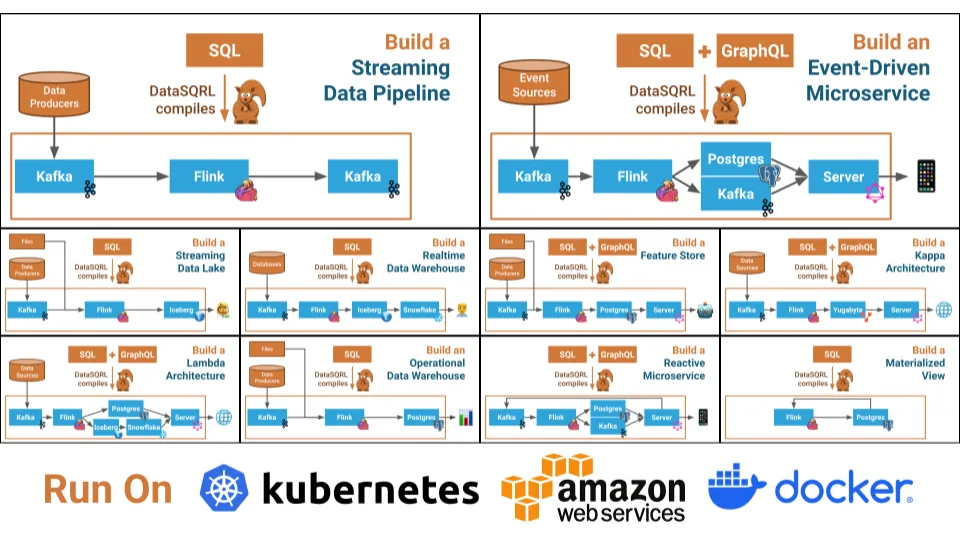 Build a
Streaming
Data Pipeline
SQL
DataSQRL
compiles
Data
Producers
Kafka
Flink
Kafka
Build an
Event-Driven
Microservice
SQL + GraphQL
DataSQRL
compiles
Event
Sources
Kafka
Flink
Postgres
Kafka
Server
Build a
Streaming
Data Lake
Files
SQL
DataSQRL
compiles
Data
Producers
Kafka
Flink
Iceberg
Build a
Realtime
Data Warehouse
SQL
DataSQRL
compiles
Databases
Kafka
Flink
Iceberg
Snowflake
Build a
Feature Store
Files
SQL + GraphQL
DataSQRL
compiles
Data
Producers
Kafka
Flink
Postgres
Server
Build a
Kappa
Architecture
SQL + GraphQL
DataSQRL
compiles
Data
Sources
Kafka
Flink
Yugabyte
Server
Build a
Lambda
Architecture
SQL + GraphQL
DataSQRL
compiles
Data
Sources
Kafka
Flink
Postgres
Iceberg
Snowflake
Server
Build an
Operational
Data Warehouse
Files
SQL
DataSQRL
compiles
Data
Producers
Kafka
Flink
Postgres
Build a
Reactive
Microservice
SQL + GraphQL
DataSQRL
compiles
Kafka
Flink
Postgres
Kafka
Server
Build a
Materialized
View
SQL
DataSQRL
compiles
Flink
Postgres
Run On
kubernetes
amazon
web services
docker